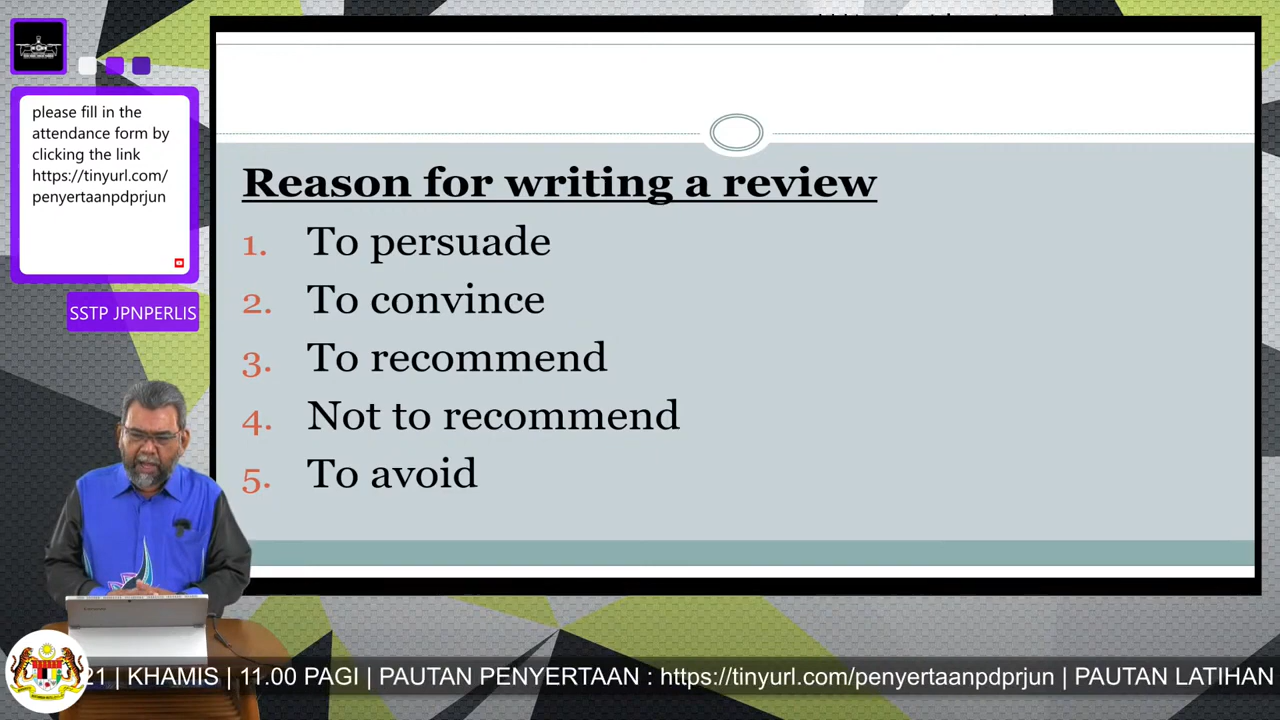 please fill in the
attendance form by
clicking the link
https://tinyurl.com/
penyertaanpdprjun
SSTP JPNPERLIS
Reason for writing a review
1. To persuade
2. To convince
3. To recommend
4. Not to recommend
5. To avoid
21 | KHAMIS | 11.00 PAGI | PAUTAN PENYERTAAN : https://tinyurl.com/penyertaanpdprjun | PAUTAN LATIHAN